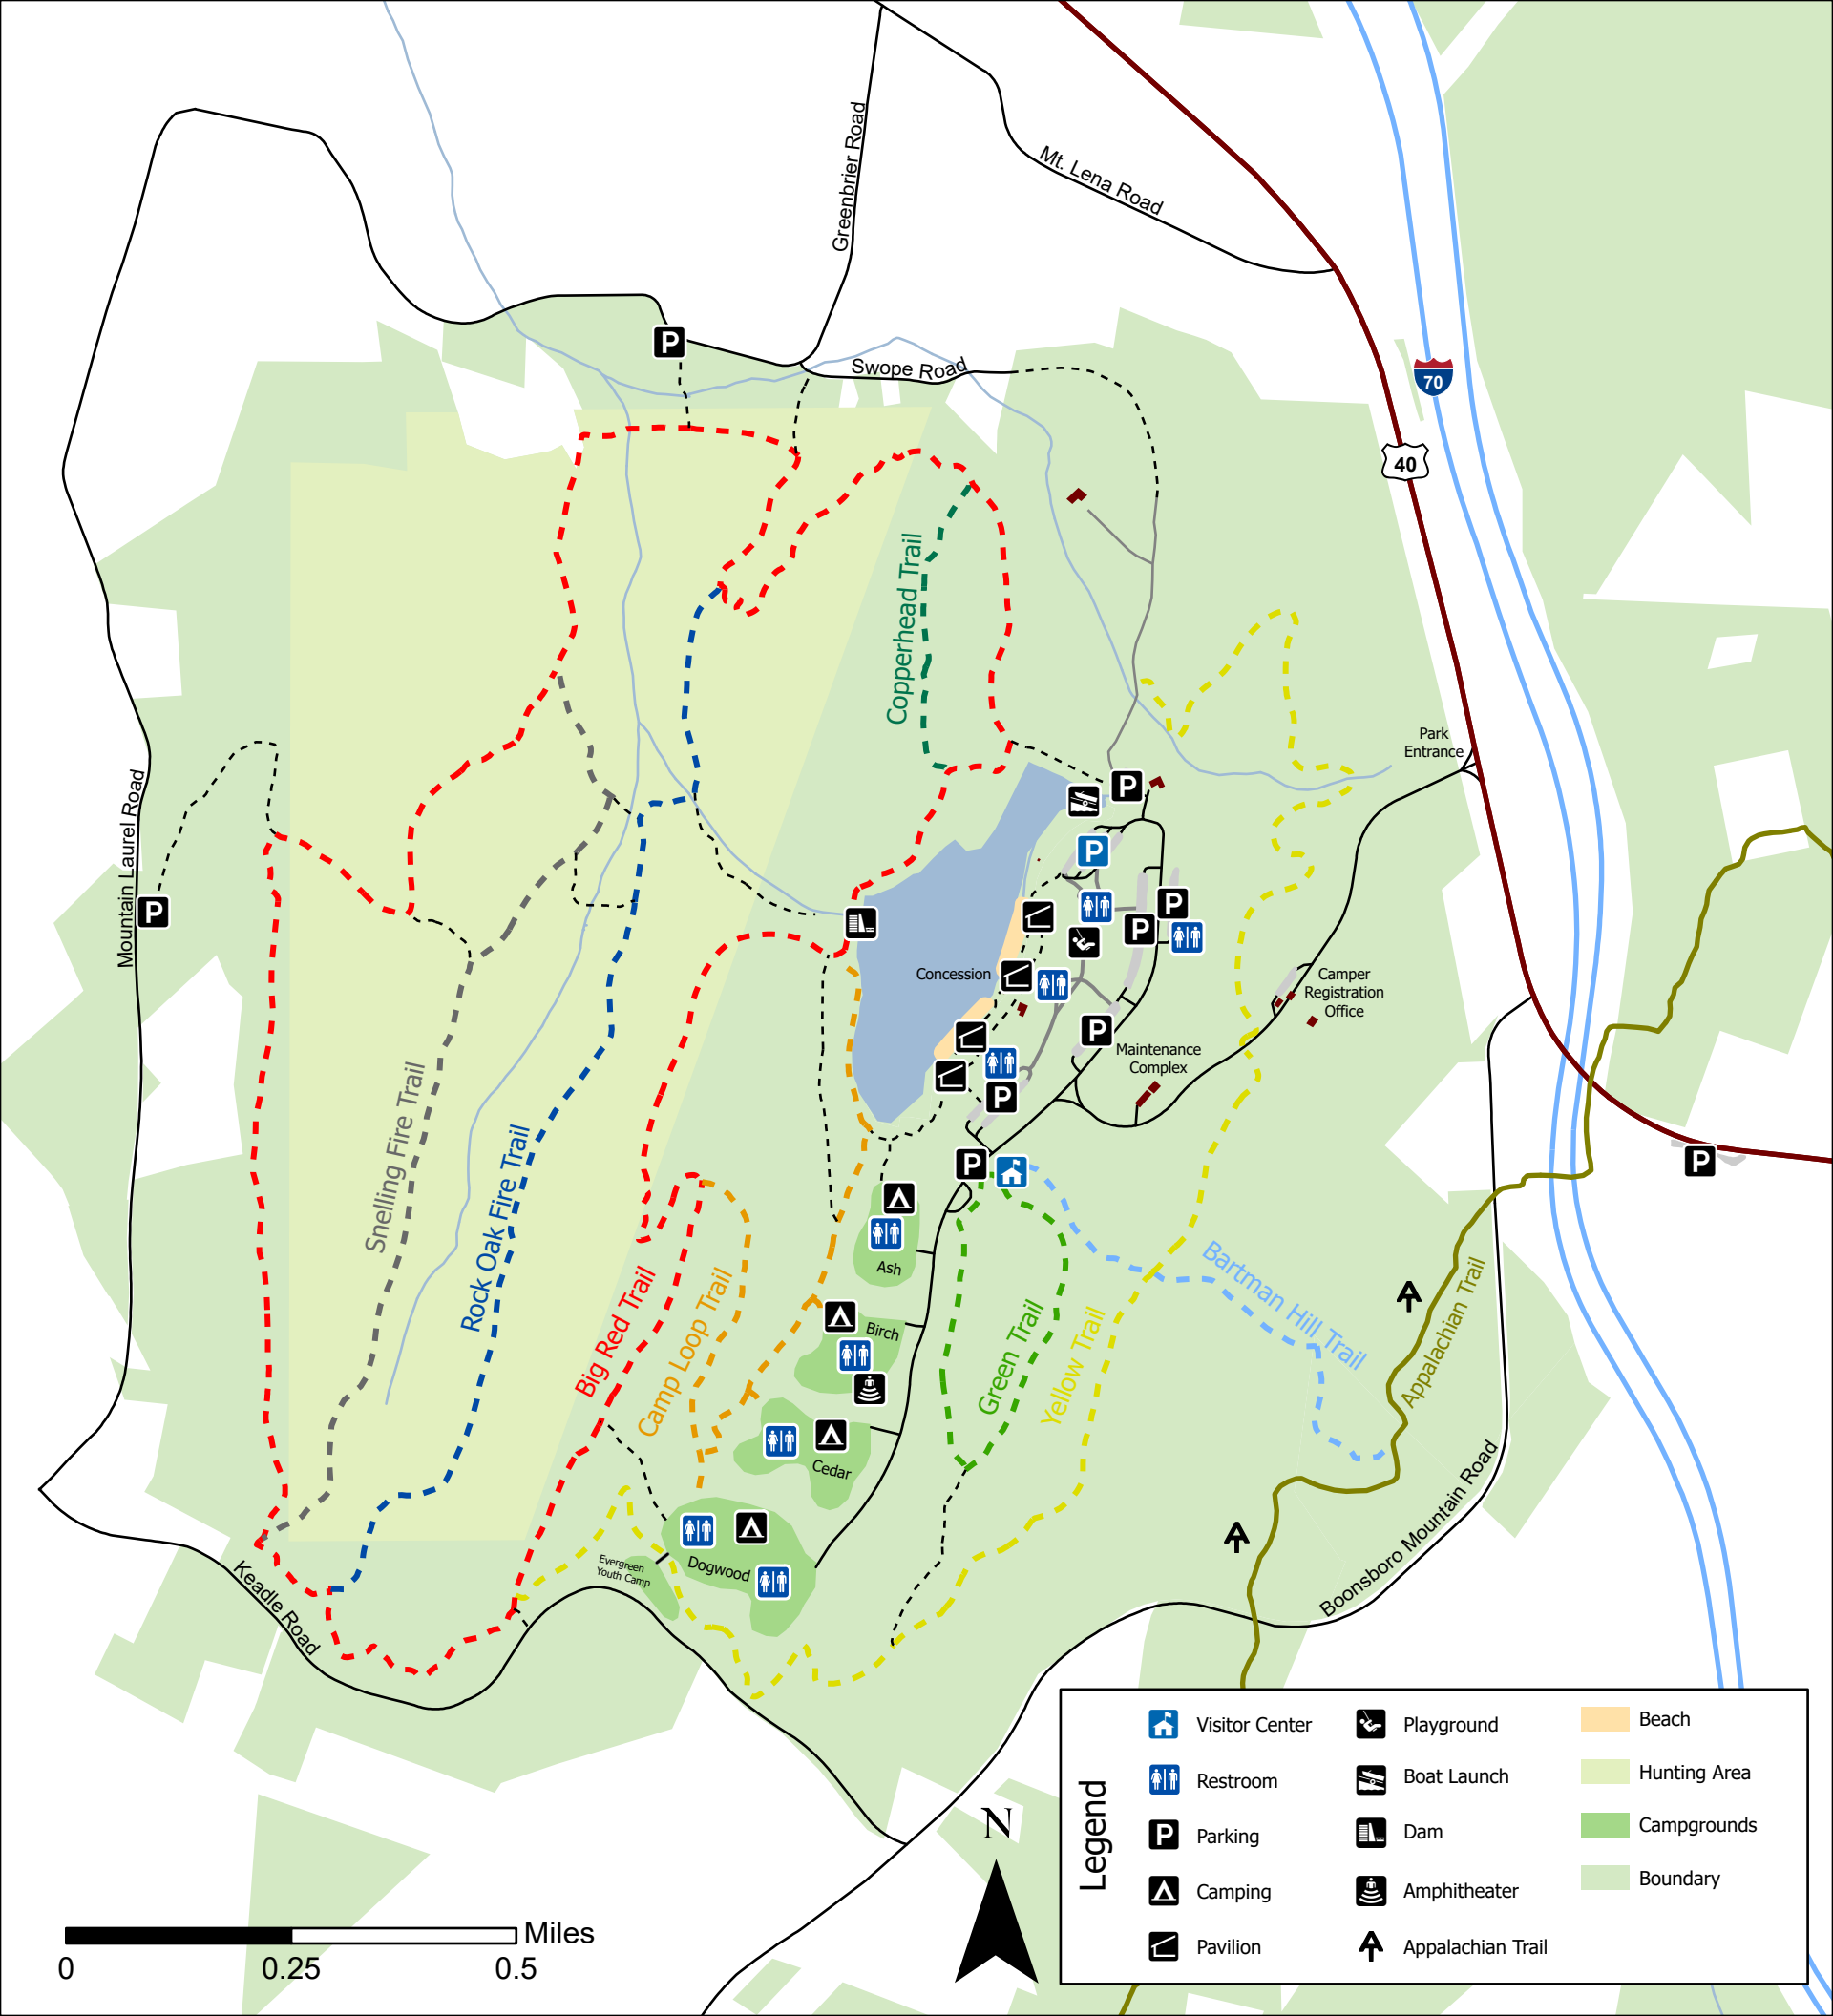 Greenbrier Road
Mt. Lena Road
Swope Road
P
70
40
Copperhead Trail
Park
Entrance
P
P
Mountain Laurel Road
P
P
P
Concession
Camper
Registration
Office
P
Maintenance
Complex
P
P
P
Snelling Fire Trail
Rock Oak Fire Trail
Ash
Bartman Hill Trail
Appalachian Trail
Big Red Trail
Camp Loop Trail
Birch
Green Trail
Yellow Trail
Cedar
Boonsboro Mountain Road
Evergreen
Youth Camp
Dogwood
Keadle Road
Legend
Visitor Center
Restroom
P Parking
Camping
Pavilion
Playground
Boat Launch
Dam
Amphitheater
Appalachian Trail
Beach
Hunting Area
Campgrounds
Boundary
N
Miles
0 0.25 0.5